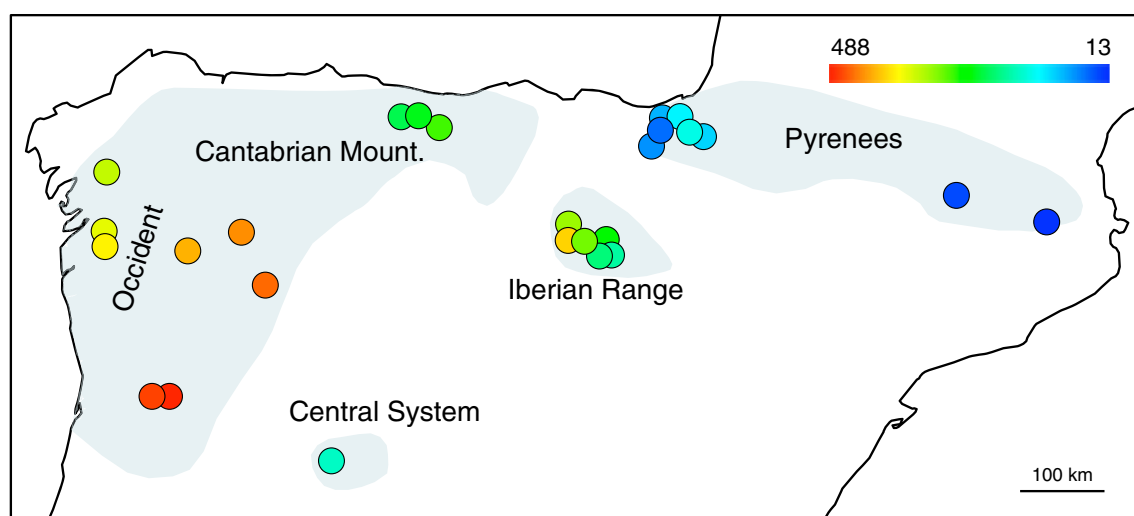 488 13
Cantabrian Mount.
Pyrenees
Occident
Iberian Range
Central System
100 km